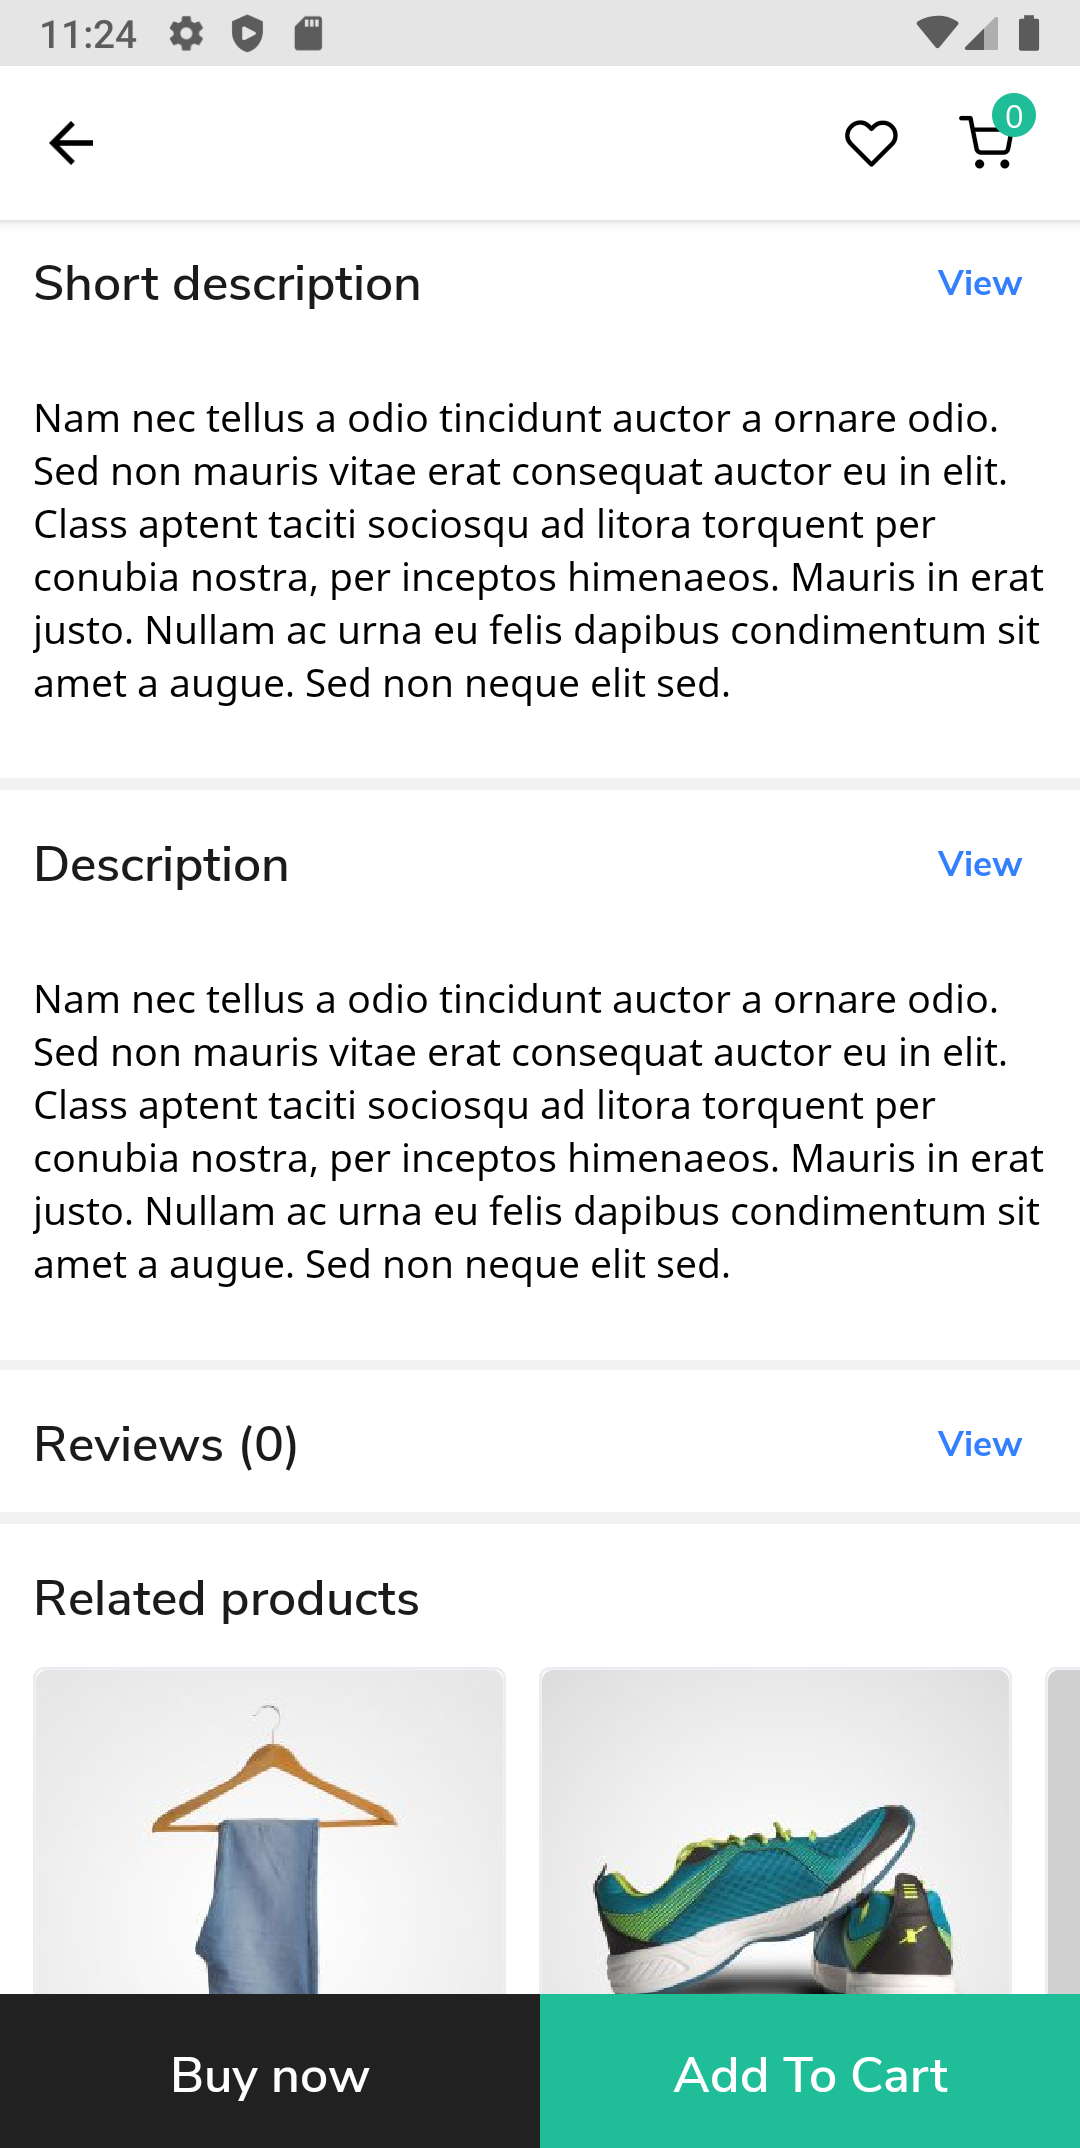 11:24
0
Short description View
Nam nec tellus a odio tincidunt auctor a ornare odio.
Sed non mauris vitae erat consequat auctor eu in elit.
Class aptent taciti sociosqu ad litora torquent per
conubia nostra, per inceptos himenaeos. Mauris in erat
justo. Nullam ac urna eu felis dapibus condimentum sit
amet a augue. Sed non neque elit sed.
Description View
Nam nec tellus a odio tincidunt auctor a ornare odio.
Sed non mauris vitae erat consequat auctor eu in elit.
Class aptent taciti sociosqu ad litora torquent per
conubia nostra, per inceptos himenaeos. Mauris in erat
justo. Nullam ac urna eu felis dapibus condimentum sit
amet a augue. Sed non neque elit sed.
Reviews (0) View
Related products
Buy now Add To Cart